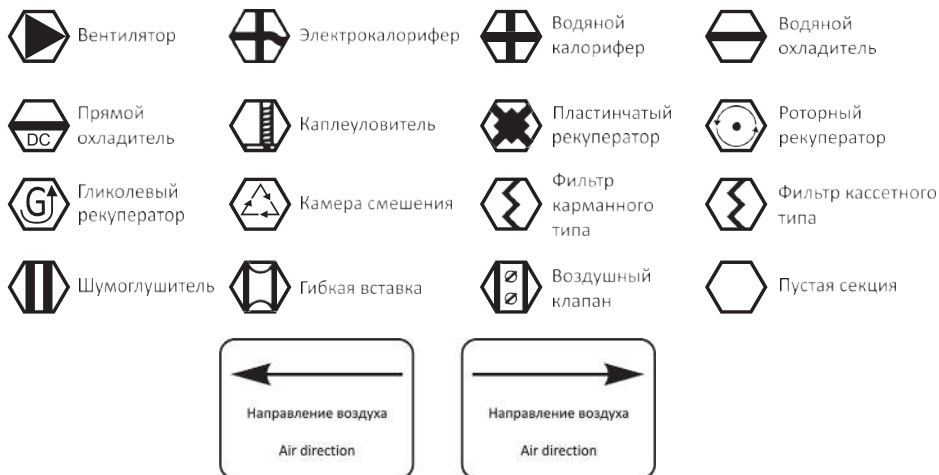 Вентилятор
Электрокалорифер
Водяной
калорифер
Водяной
охладитель
DC
Прямой
охладитель
Каплеуловитель
Пластинчатый
рекуператор
Роторный
рекуператор
G
Гликолевый
рекуператор
Камера смешения
Фильтр
карманного
типа
Фильтр кассетного
типа
Шумоглушитель
Гибкая вставка
Воздушный
клапан
Пустая секция
Направление воздуха
Air direction
Направление воздуха
Air direction